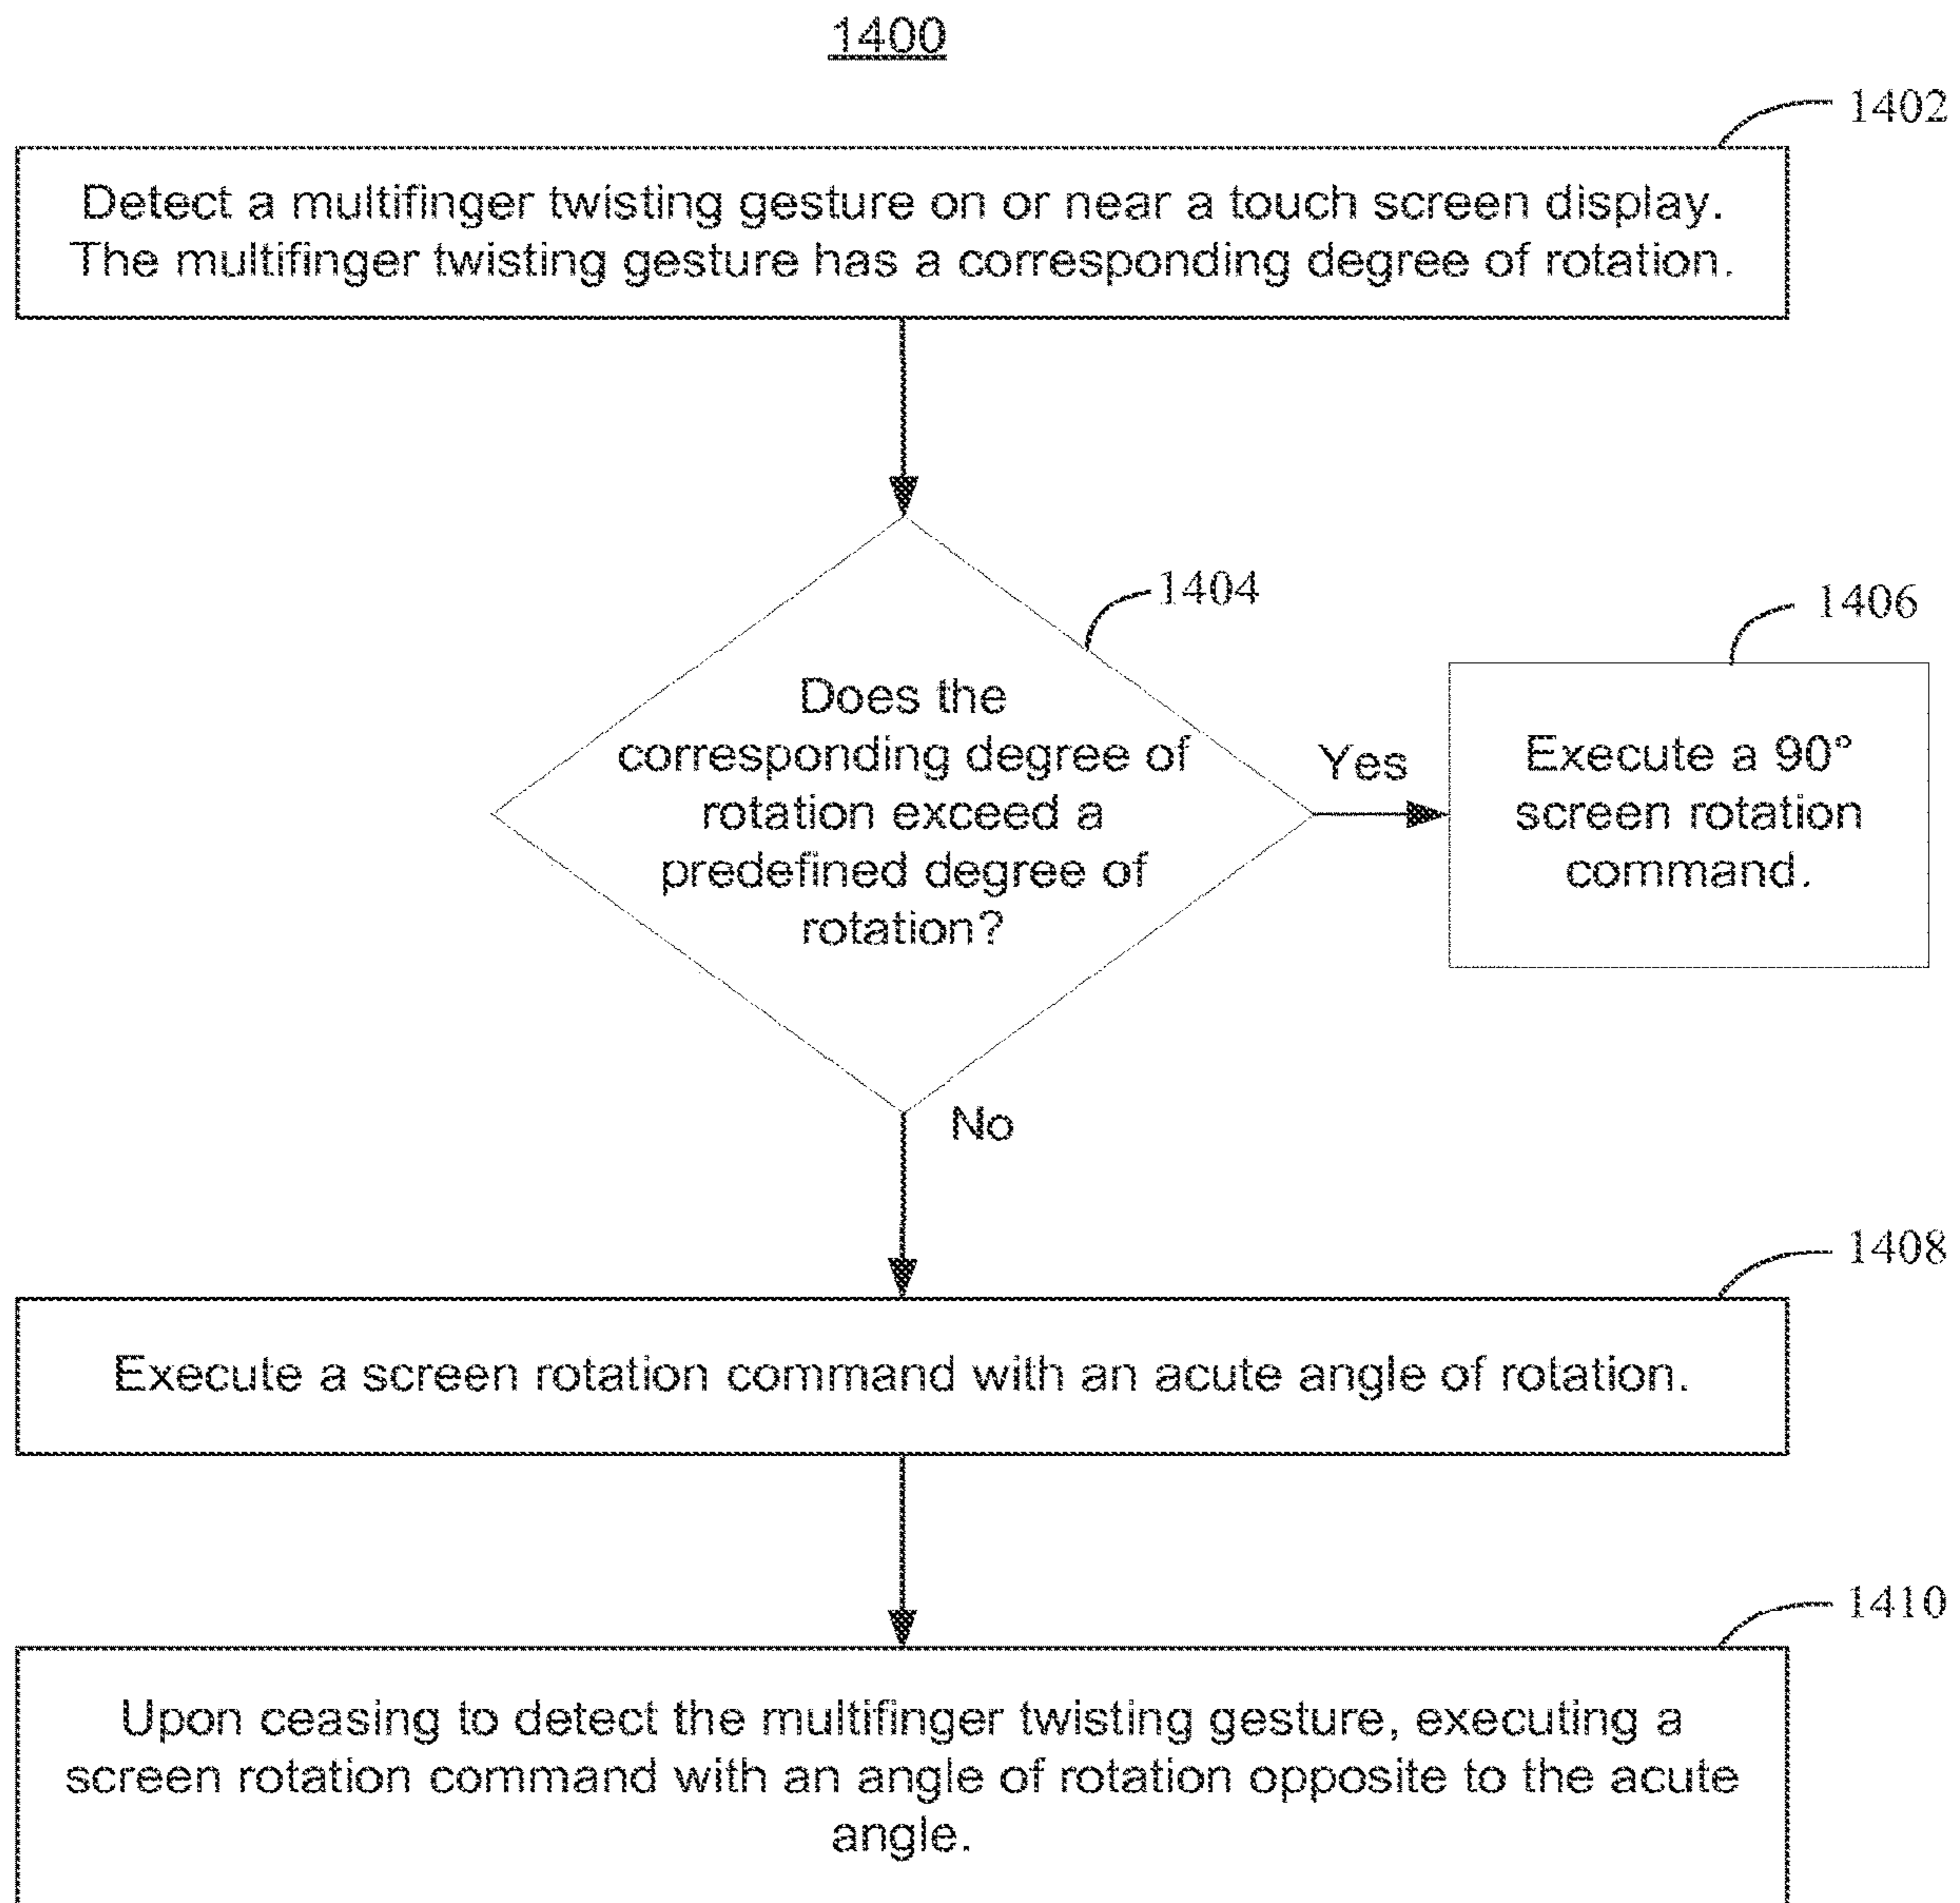 1400
1402
Detect a multifinger twisting gesture on or near a touch screen display.
The multifinger twisting gesture has a corresponding degree of rotation.
1404
Does the
corresponding degree of
rotation exceed a
predefined degree of
rotation?
Yes
1406
Execute a 90°
screen rotation
command.
No
1408
Execute a screen rotation command with an acute angle of rotation.
1410
Upon ceasing to detect the multifinger twisting gesture, executing a
screen rotation command with an angle of rotation opposite to the acute
angle.